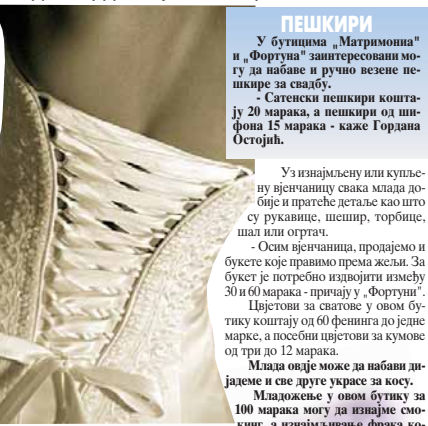 ПЕШКИРИ
У бутицима „Матримониа"
и „Фортуна" заинтересовани мо-
гу да набаве и ручно везене пе-
шкире за свадбу.
- Сатенски пешкири кошта-
ју 20 марака, а пешкири од ши-
фона 15 марака - каже Гордана
Остојић.
Уз изнајмљену или купље-
ну вјенчаницу свака млада до-
бије и пратеће детаље као што
су рукавице, шешир, торбице,
шал или огртач.
- Осим вјенчаница, продајемо и
букете које правимо према жељи. За
букет је потребно издвојити између
30 и 60 марака - причају у „Фортуни".
Цвјетови за сватове у овом бу-
тику коштају од 60 фенинга до једне
марке, а посебни цвјетови за кумове
од три до 12 марака.
Млада овдје може да набави ди-
јадеме и све друге украсе за косу.
Младожење у овом бутику за
100 марака могу да изнајме смо-
кинг, а изнајмљивање фрака ко-